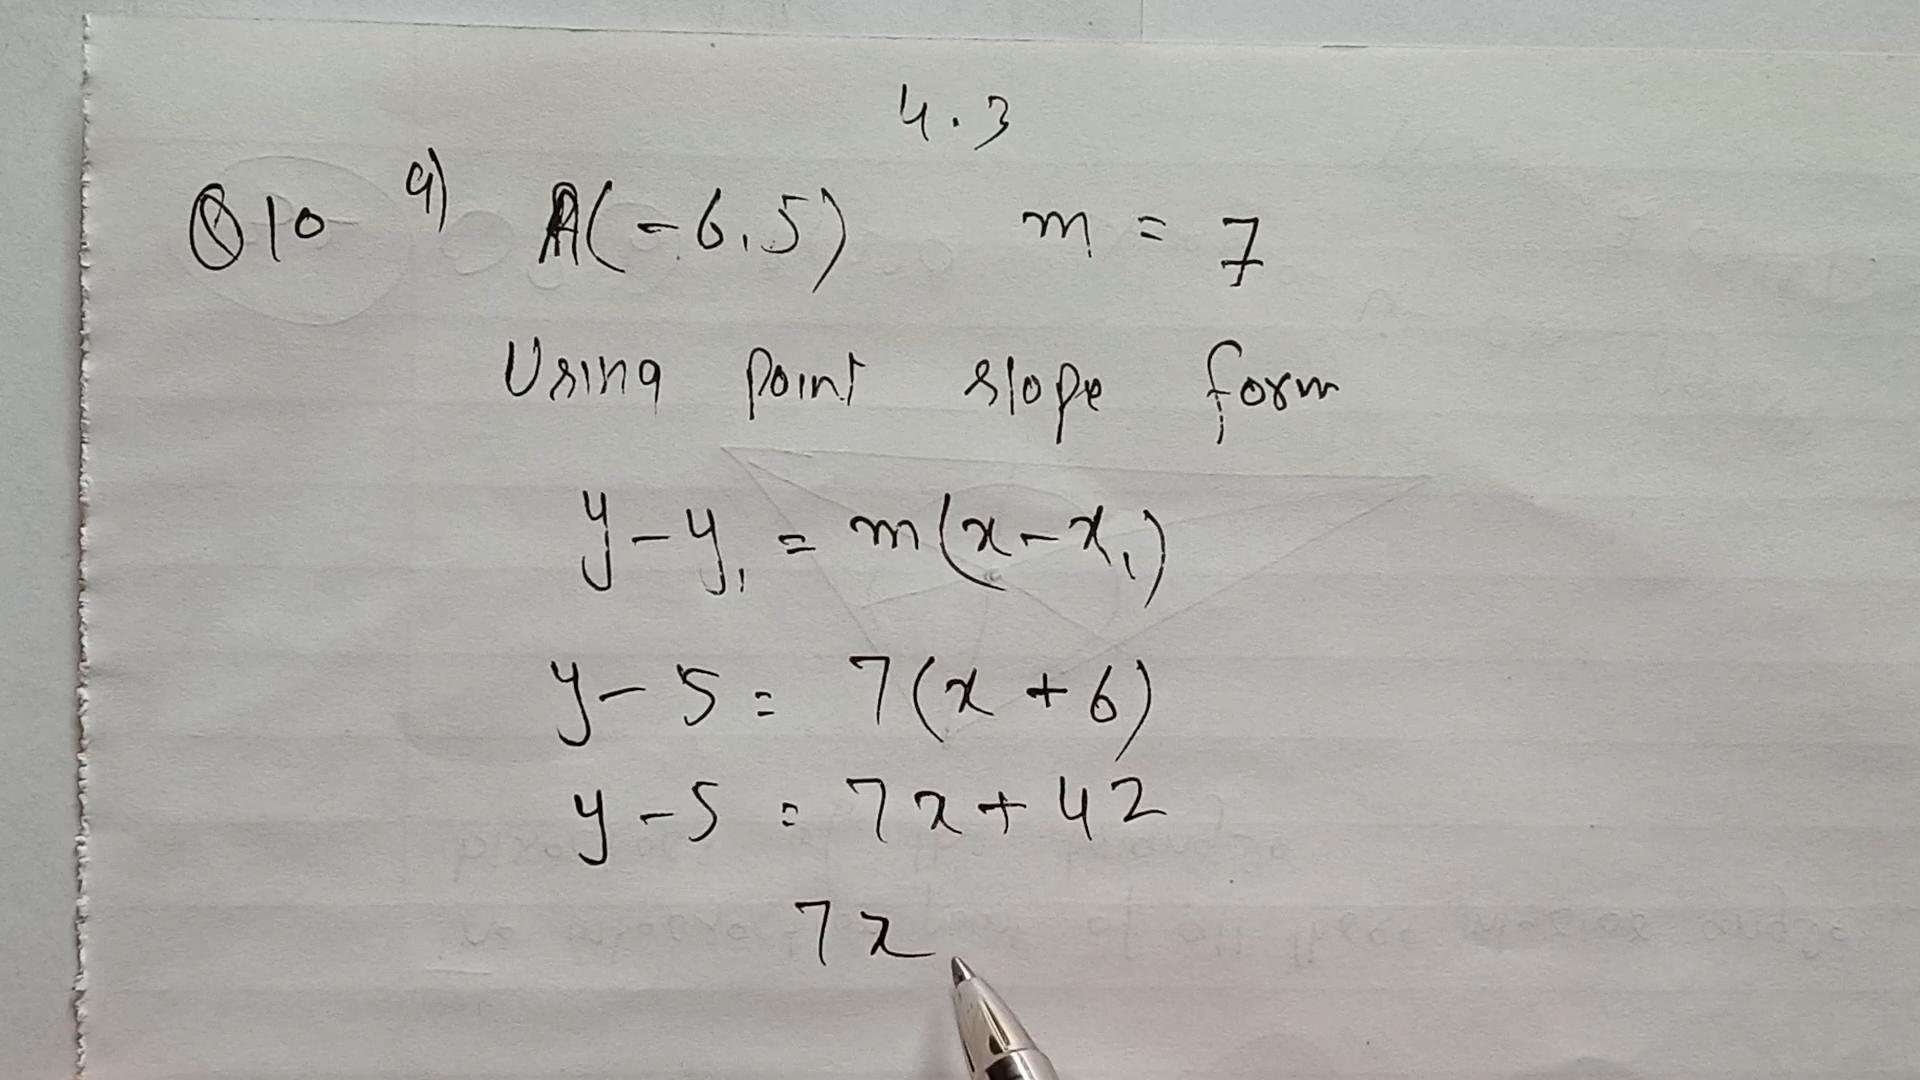 4.3
Q10 a) A(-6,5) m = 7
Using point slope form
y-y₁ = m(x-x₁)
y-5 = 7(x+6)
y-5 = 7x+42
7x